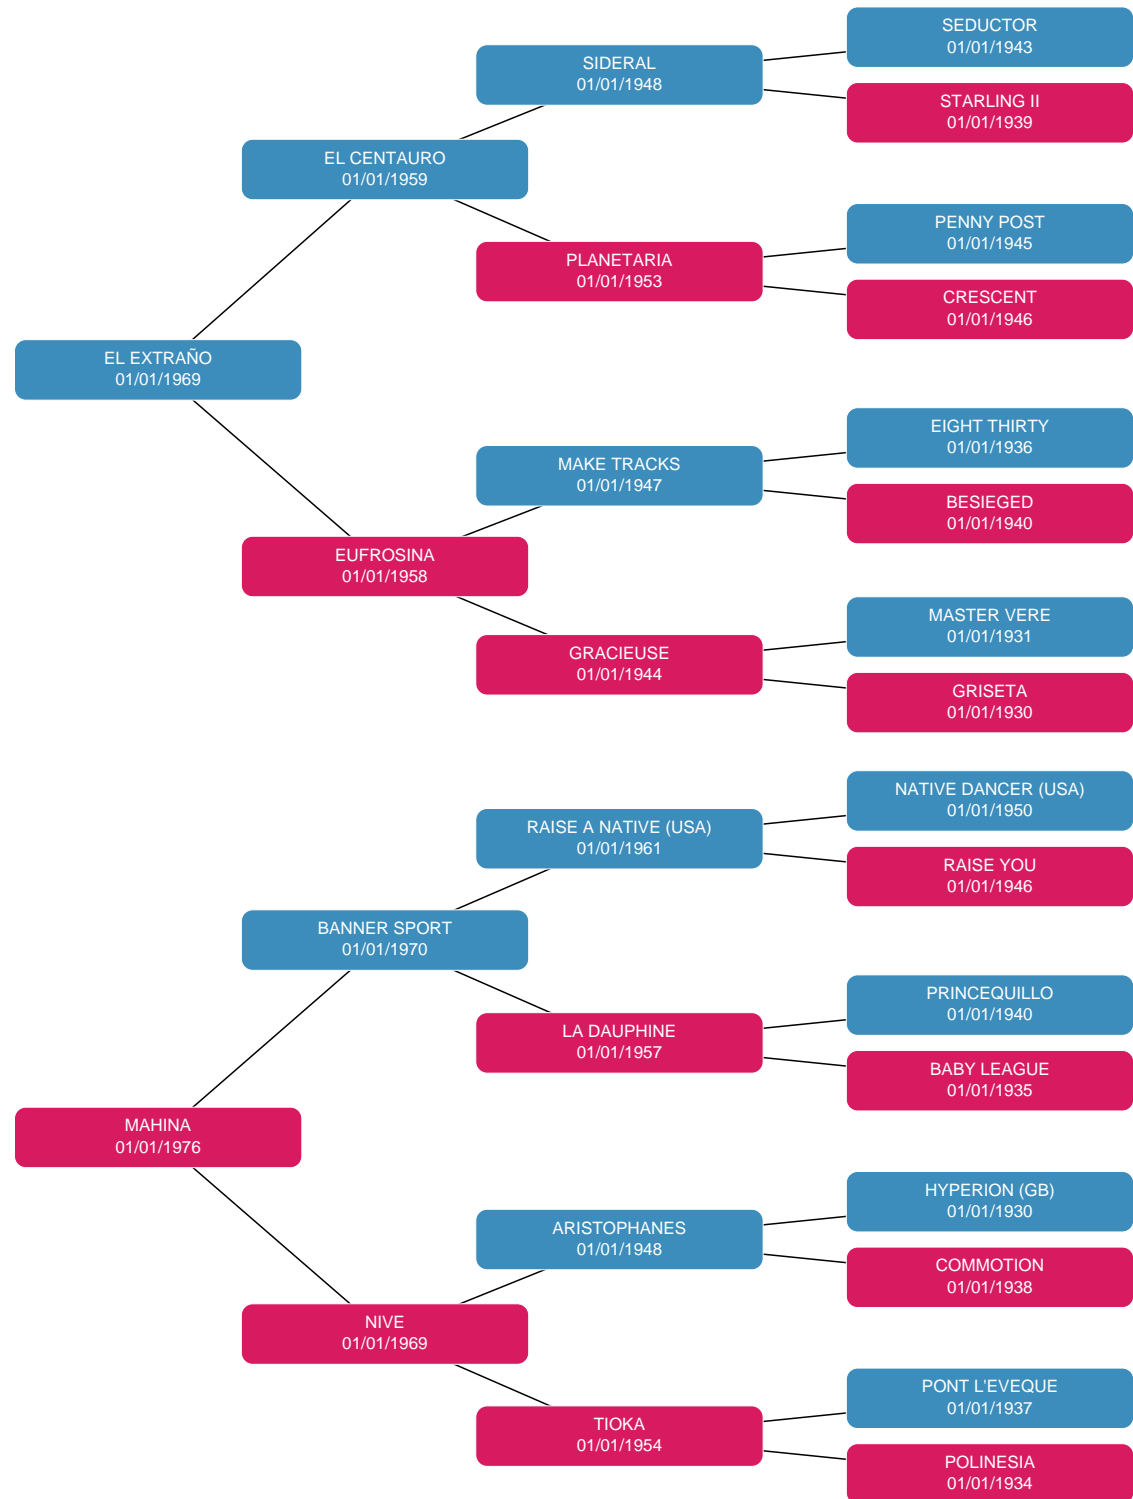 SEDUCTOR
01/01/1943
SIDERAL
01/01/1948
STARLING II
01/01/1939
EL CENTAURO
01/01/1959
PENNY POST
01/01/1945
PLANETARIA
01/01/1953
CRESCENT
01/01/1946
EL EXTRAÑO
01/01/1969
EIGHT THIRTY
01/01/1936
MAKE TRACKS
01/01/1947
BESIEGED
01/01/1940
EUFROSINA
01/01/1958
MASTER VERE
01/01/1931
GRACIEUSE
01/01/1944
GRISETA
01/01/1930
NATIVE DANCER (USA)
01/01/1950
RAISE A NATIVE (USA)
01/01/1961
RAISE YOU
01/01/1946
BANNER SPORT
01/01/1970
PRINCEQUILLO
01/01/1940
LA DAUPHINE
01/01/1957
BABY LEAGUE
01/01/1935
MAHINA
01/01/1976
HYPERION (GB)
01/01/1930
ARISTOPHANES
01/01/1948
COMMOTION
01/01/1938
NIVE
01/01/1969
PONT L'EVEQUE
01/01/1937
TIOKA
01/01/1954
POLINESIA
01/01/1934